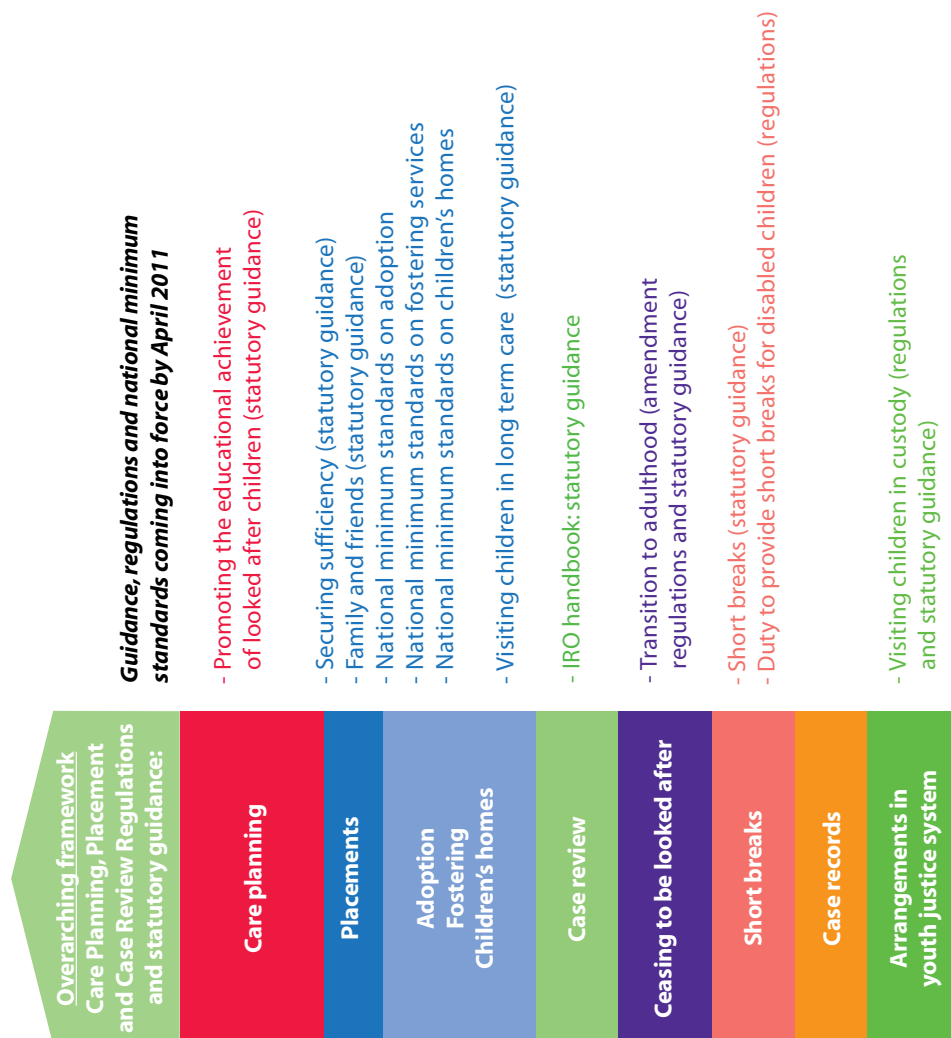 Overarching framework
Care Planning, Placement
and Case Review Regulations
and statutory guidance:
Guidance, regulations and national minimum
standards coming into force by April 2011
Care planning
- Promoting the educational achievement
of looked after children (statutory guidance)
Placements
- Securing sufficiency (statutory guidance)
- Family and friends (statutory guidance)
Adoption
Fostering
Children's homes
- National minimum standards on adoption
- National minimum standards on fostering services
- National minimum standards on children's homes
- Visiting children in long term care (statutory guidance)
Case review
- IRO handbook: statutory guidance
Ceasing to be looked after
- Transition to adulthood (amendment
regulations and statutory guidance)
Short breaks
- Short breaks (statutory guidance)
- Duty to provide short breaks for disabled children (regulations)
Case records
Arrangements in
youth justice system
- Visiting children in custody (regulations
and statutory guidance)